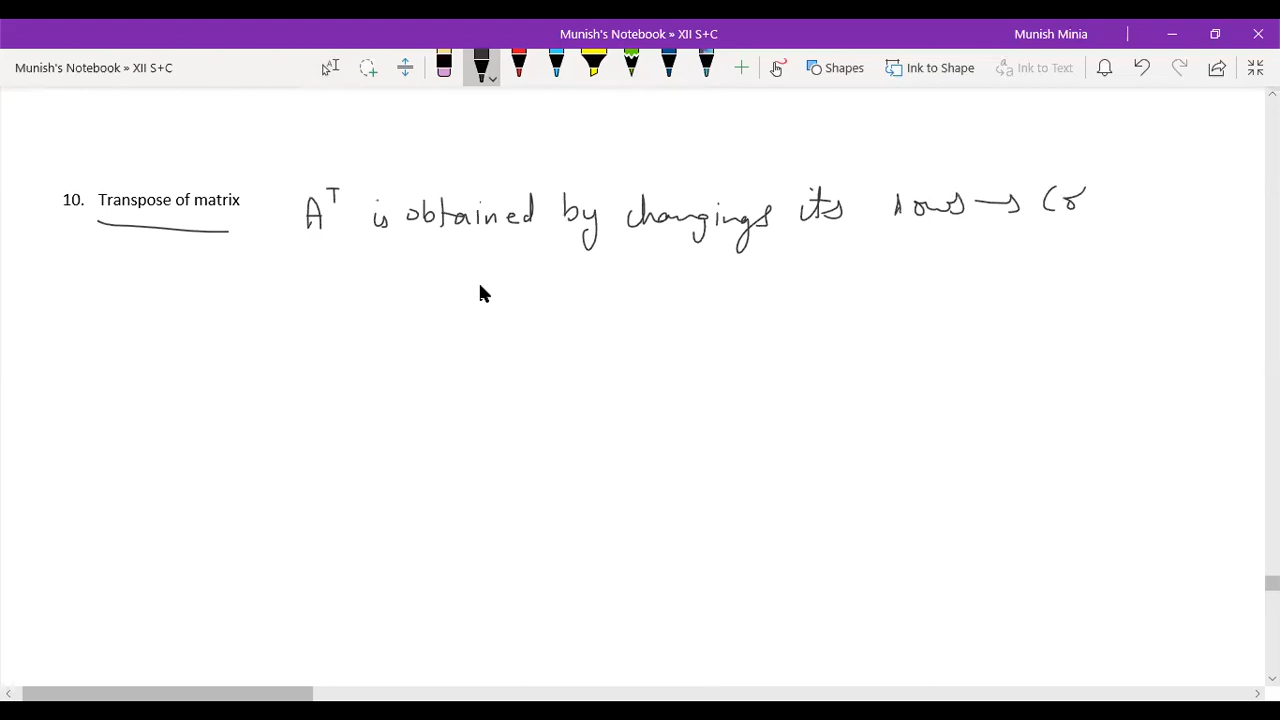 Munish's Notebook » XII S+C
Munish Minia
Munish's Notebook » XII S+C
Shapes
Ink to Shape
Ink to Text
10. Transpose of matrix
A^T is obtained by changings its rows → Co